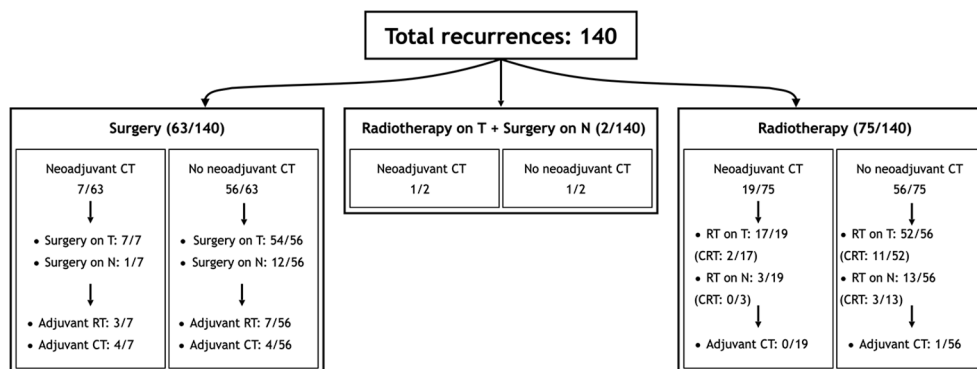 Total recurrences: 140
Surgery (63/140)
Neoadjuvant CT
7/63
• Surgery on T: 7/7
• Surgery on N: 1/7
• Adjuvant RT: 3/7
• Adjuvant CT: 4/7
No neoadjuvant CT
56/63
• Surgery on T: 54/56
• Surgery on N: 12/56
• Adjuvant RT: 7/56
• Adjuvant CT: 4/56
Radiotherapy on T + Surgery on N (2/140)
Neoadjuvant CT
1/2
No neoadjuvant CT
1/2
Radiotherapy (75/140)
Neoadjuvant CT
19/75
• RT on T: 17/19
(CRT: 2/17)
• RT on N: 3/19
(CRT: 0/3)
• Adjuvant CT: 0/19
No neoadjuvant CT
56/75
• RT on T: 52/56
(CRT: 11/52)
• RT on N: 13/56
(CRT: 3/13)
• Adjuvant CT: 1/56